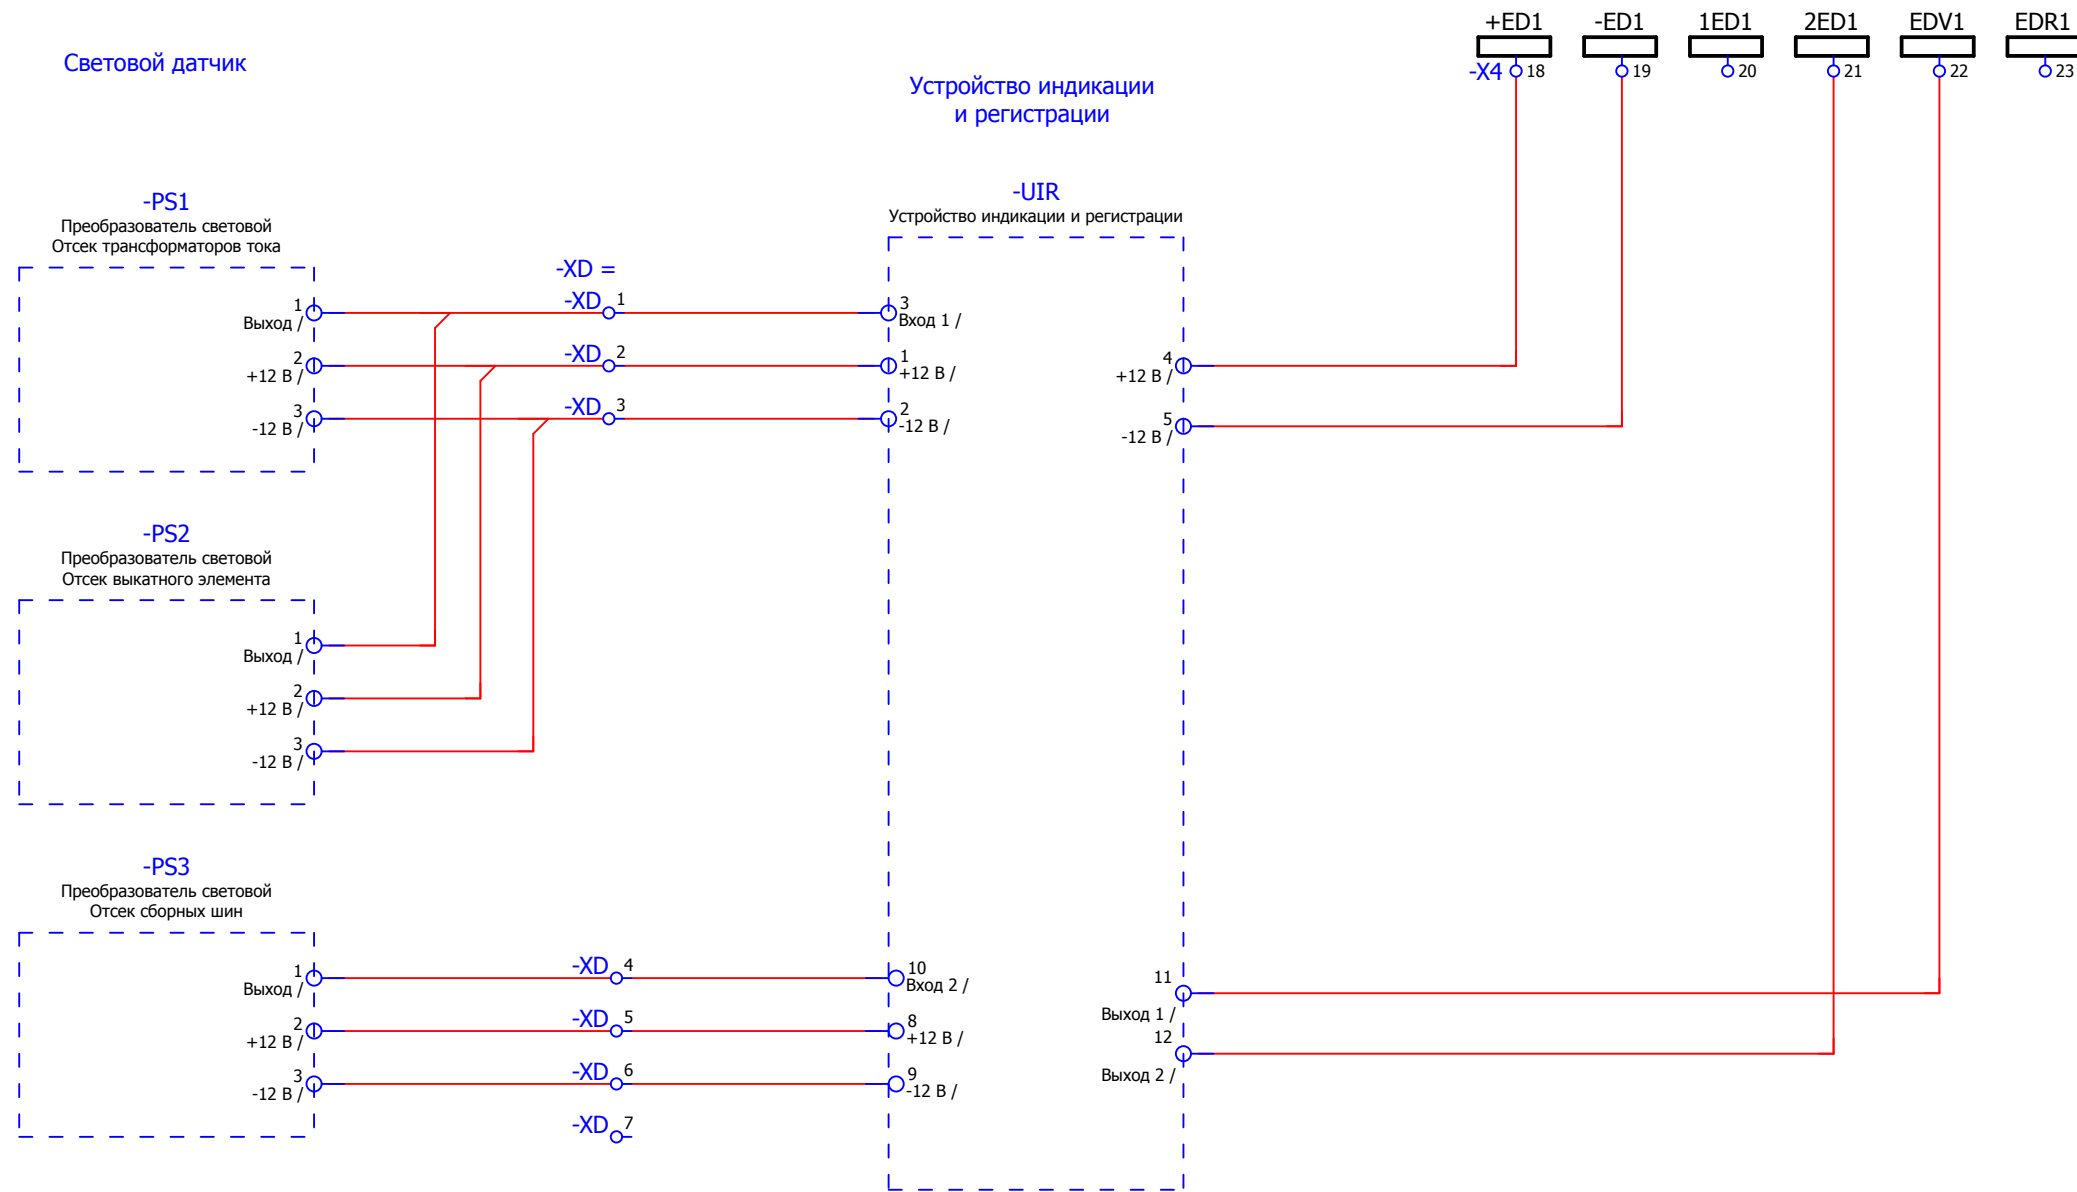 +ED1 -ED1 1ED1 2ED1 EDV1 EDR1
-X4 18 19 20 21 22 23
Световой датчик
Устройство индикации
и регистрации
-PS1
Преобразователь световой
Отсек трансформаторов тока
1
Выход /
2
+12 В /
3
-12 В /
-PS2
Преобразователь световой
Отсек выкатного элемента
1
Выход /
2
+12 В /
3
-12 В /
-PS3
Преобразователь световой
Отсек сборных шин
1
Выход /
2
+12 В /
3
-12 В /
-XD =
-XD 1
-XD 2
-XD 3
-XD 4
-XD 5
-XD 6
-XD 7
-UIR
Устройство индикации и регистрации
3
Вход 1 /
1
+12 В /
2
-12 В /
10
Вход 2 /
8
+12 В /
9
-12 В /
4
+12 В /
5
-12 В /
11
Выход 1 /
12
Выход 2 /